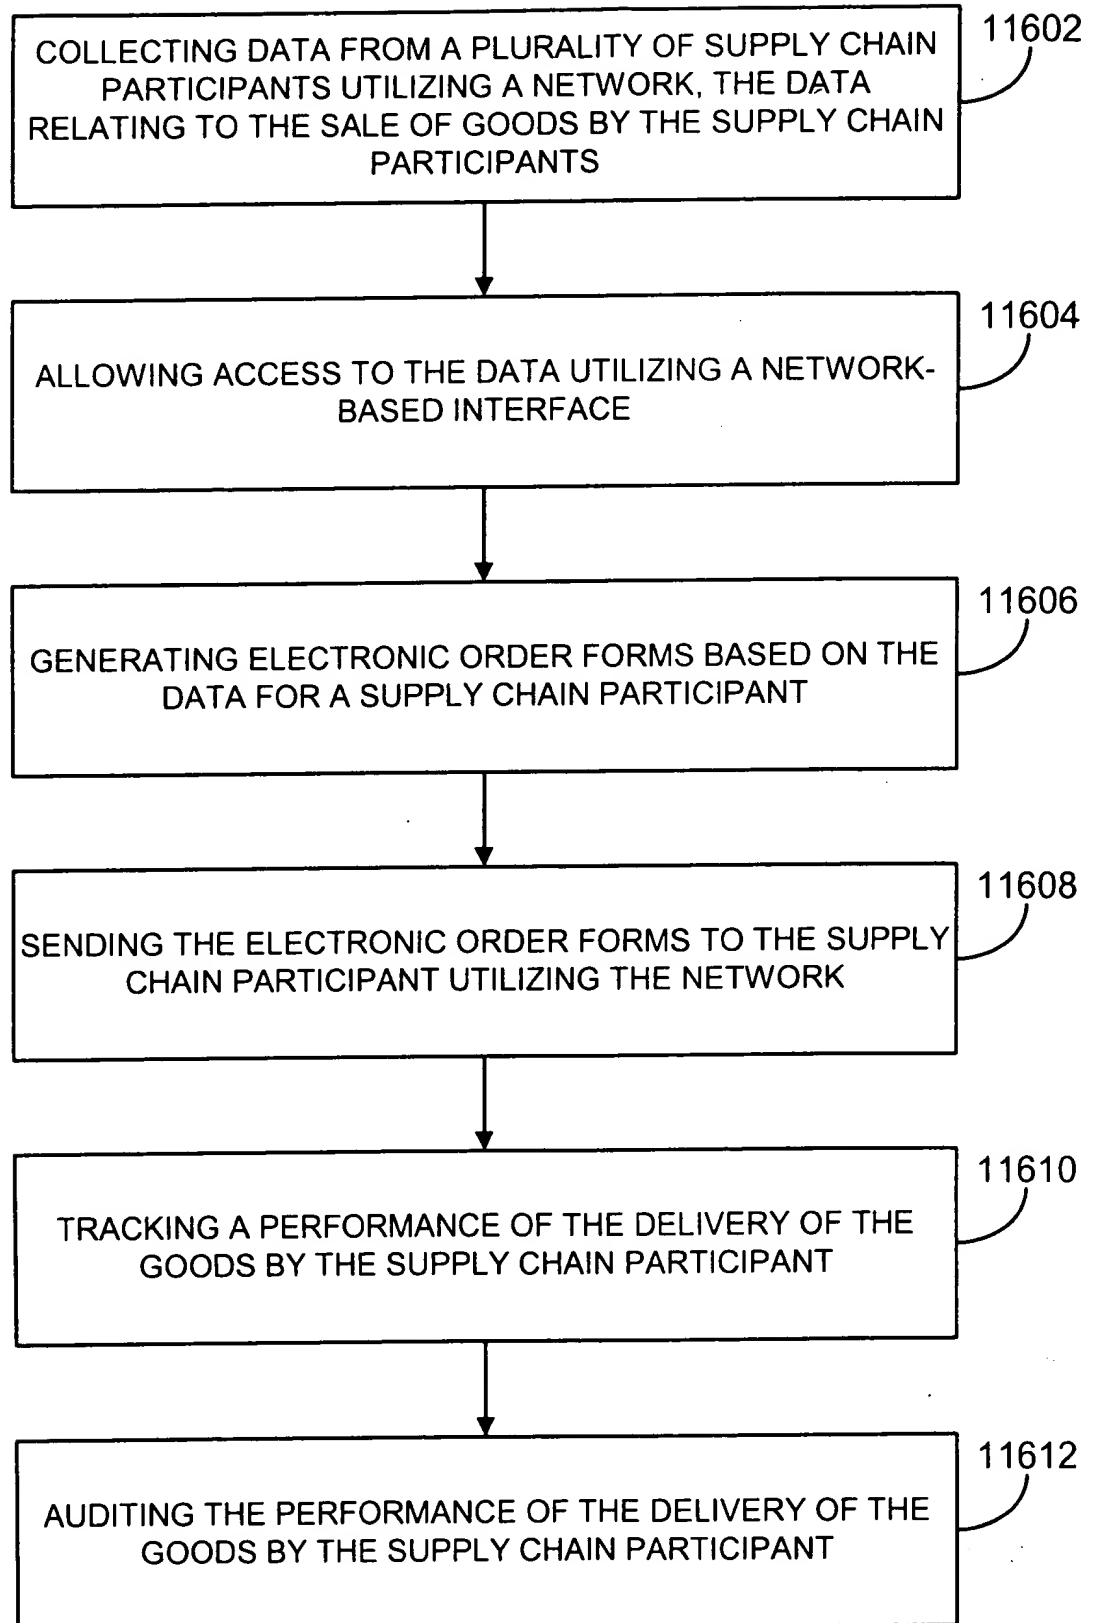 COLLECTING DATA FROM A PLURALITY OF SUPPLY CHAIN
PARTICIPANTS UTILIZING A NETWORK, THE DATA
RELATING TO THE SALE OF GOODS BY THE SUPPLY CHAIN
PARTICIPANTS
11602
ALLOWING ACCESS TO THE DATA UTILIZING A NETWORK-
BASED INTERFACE
11604
GENERATING ELECTRONIC ORDER FORMS BASED ON THE
DATA FOR A SUPPLY CHAIN PARTICIPANT
11606
SENDING THE ELECTRONIC ORDER FORMS TO THE SUPPLY
CHAIN PARTICIPANT UTILIZING THE NETWORK
11608
TRACKING A PERFORMANCE OF THE DELIVERY OF THE
GOODS BY THE SUPPLY CHAIN PARTICIPANT
11610
AUDITING THE PERFORMANCE OF THE DELIVERY OF THE
GOODS BY THE SUPPLY CHAIN PARTICIPANT
11612